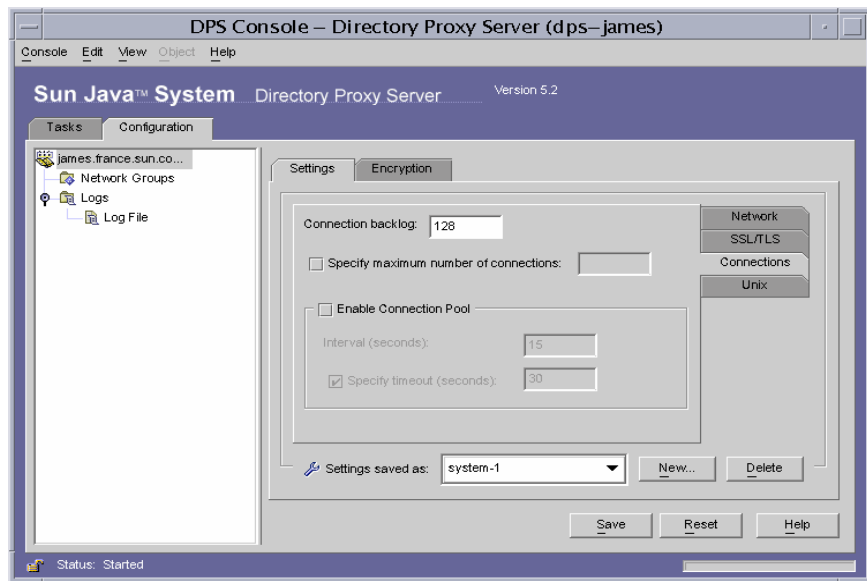 DPS Console – Directory Proxy Server (dps–james)
Console Edit View Object Help
Sun Java™ System Directory Proxy Server Version 5.2
Tasks Configuration
james.france.sun.co...
Network Groups
Logs
Log File
Settings Encryption
Connection backlog: 128
Specify maximum number of connections:
Enable Connection Pool
Interval (seconds): 15
Specify timeout (seconds): 30
Network
SSL/TLS
Connections
Unix
Settings saved as: system-1 New... Delete
Save Reset Help
Status: Started